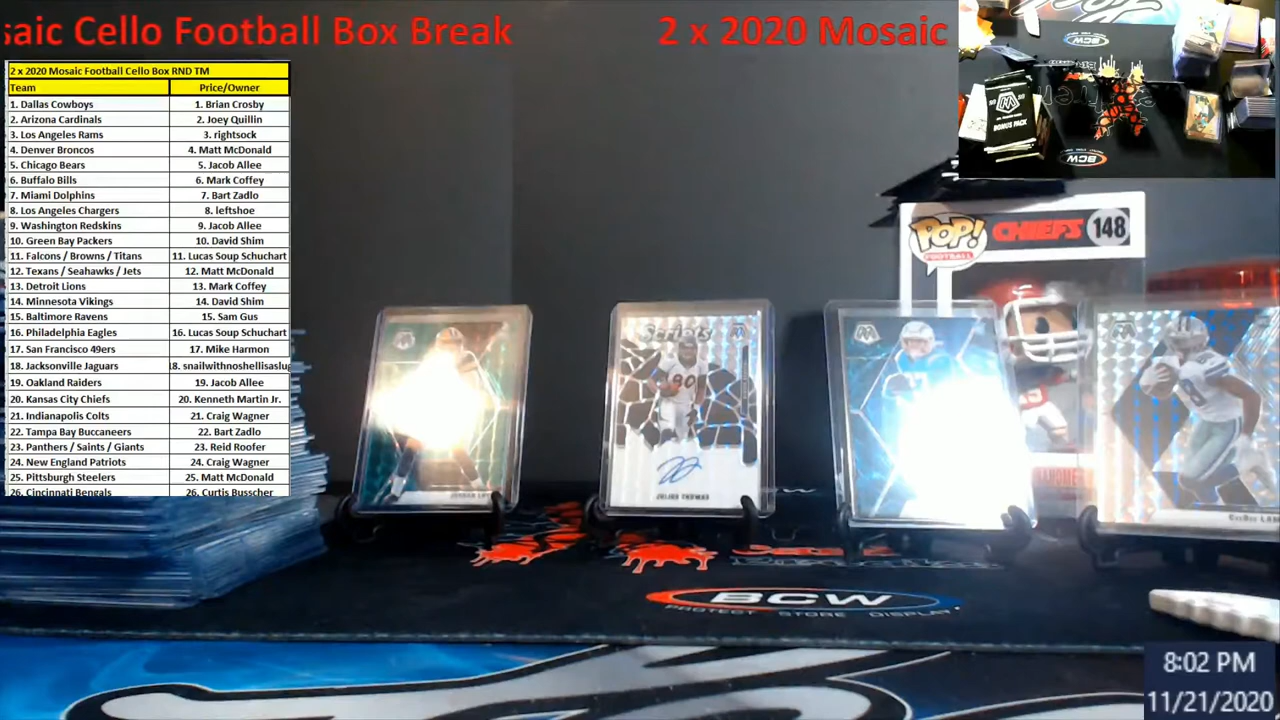 saic Cello Football Box Break 2 x 2020 Mosaic
2 x 2020 Mosaic Football Cello Box RND TM
Team Price/Owner
1. Dallas Cowboys 1. Brian Crosby
2. Arizona Cardinals 2. Joey Quillin
3. Los Angeles Rams 3. rightsock
4. Denver Broncos 4. Matt McDonald
5. Chicago Bears 5. Jacob Allee
6. Buffalo Bills 6. Mark Coffey
7. Miami Dolphins 7. Bart Zadlo
8. Los Angeles Chargers 8. leftshoe
9. Washington Redskins 9. Jacob Allee
10. Green Bay Packers 10. David Shim
11. Falcons / Browns / Titans 11. Lucas Soup Schuchart
12. Texans / Seahawks / Jets 12. Matt McDonald
13. Detroit Lions 13. Mark Coffey
14. Minnesota Vikings 14. David Shim
15. Baltimore Ravens 15. Sam Gus
16. Philadelphia Eagles 16. Lucas Soup Schuchart
17. San Francisco 49ers 17. Mike Harmon
18. Jacksonville Jaguars 18. snailwithnoshellisaslug
19. Oakland Raiders 19. Jacob Allee
20. Kansas City Chiefs 20. Kenneth Martin Jr.
21. Indianapolis Colts 21. Craig Wagner
22. Tampa Bay Buccaneers 22. Bart Zadlo
23. Panthers / Saints / Giants 23. Reid Roofer
24. New England Patriots 24. Craig Wagner
25. Pittsburgh Steelers 25. Matt McDonald
26. Cincinnati Bengals 26. Curtis Busscher
BCW
BONUS PACK
BCW
POP!
FOOTBALL
CHIEFS 148
Scripts
80
JULIUS THOMAS
BCW
PROTECT STORE DISPLAY
8:02 PM
11/21/2020